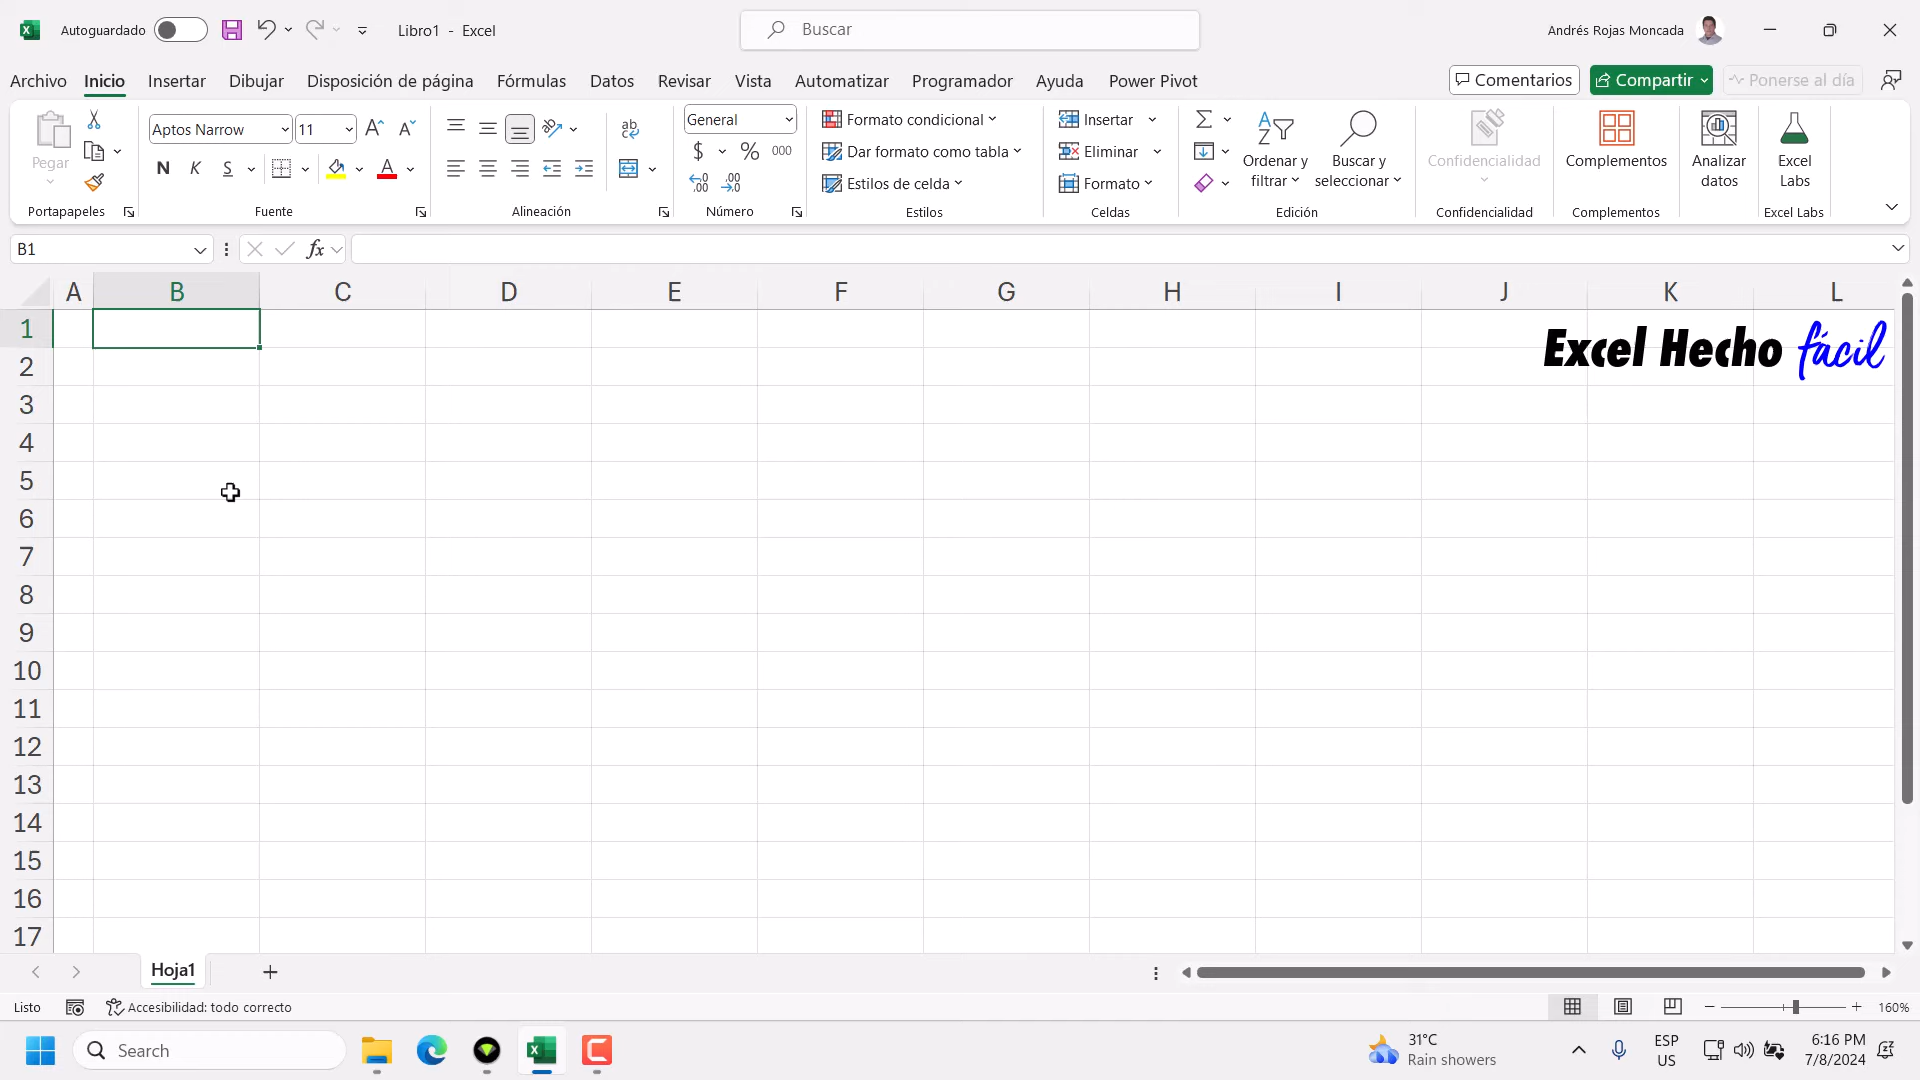 Autoguardado
Libro1 - Excel
Buscar
Andrés Rojas Moncada
Archivo Inicio Insertar Dibujar Disposición de página Fórmulas Datos Revisar Vista Automatizar Programador Ayuda Power Pivot
Comentarios Compartir Ponerse al día
Pegar
Portapapeles
Aptos Narrow 11
N K S
Fuente
ab
Alineación
General
$ % 000
Número
Formato condicional
Dar formato como tabla
Estilos de celda
Estilos
Insertar
Eliminar
Formato
Celdas
Ordenar y
filtrar
Buscar y
seleccionar
Edición
Confidencialidad
Confidencialidad
Complementos
Complementos
Analizar
datos
Excel
Labs
Excel Labs
B1
fx
A B C D E F G H I J K L
1
2
3
4
5
6
7
8
9
10
11
12
13
14
15
16
17
Excel Hecho fácil
Hoja1
Listo
Accesibilidad: todo correcto
160%
Search
31°C
Rain showers
ESP
US
6:16 PM
7/8/2024